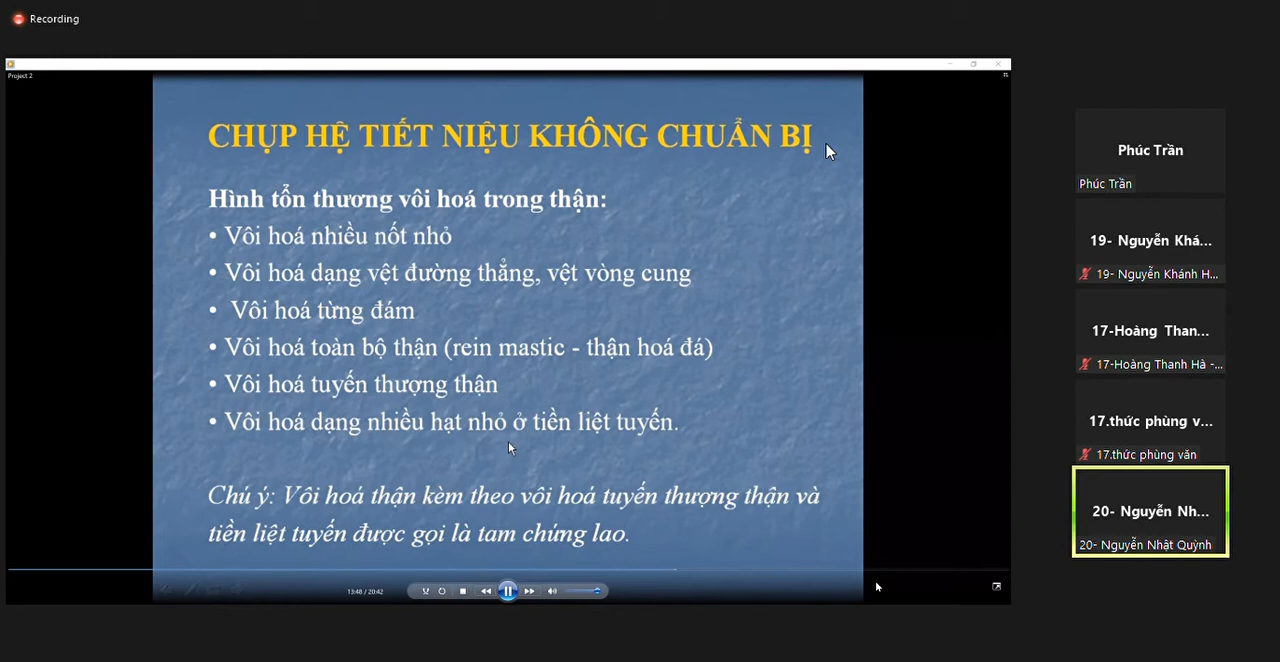 Recording
Project 2
CHỤP HỆ TIẾT NIỆU KHÔNG CHUẨN BỊ
Hình tổn thương vôi hoá trong thận:
• Vôi hoá nhiều nốt nhỏ
• Vôi hoá dạng vệt đường thẳng, vệt vòng cung
• Vôi hoá từng đám
• Vôi hoá toàn bộ thận (rein mastic - thận hoá đá)
• Vôi hoá tuyến thượng thận
• Vôi hoá dạng nhiều hạt nhỏ ở tiền liệt tuyến.
Chú ý: Vôi hoá thận kèm theo vôi hoá tuyến thượng thận và
tiền liệt tuyến được gọi là tam chứng lao.
13:48 / 20:42
Phúc Trần
Phúc Trần
19- Nguyễn Khá...
19- Nguyễn Khánh H...
17-Hoàng Than...
17-Hoàng Thanh Hà -...
17.thức phùng v...
17.thức phùng văn
20- Nguyễn Nh...
20- Nguyễn Nhật Quỳnh